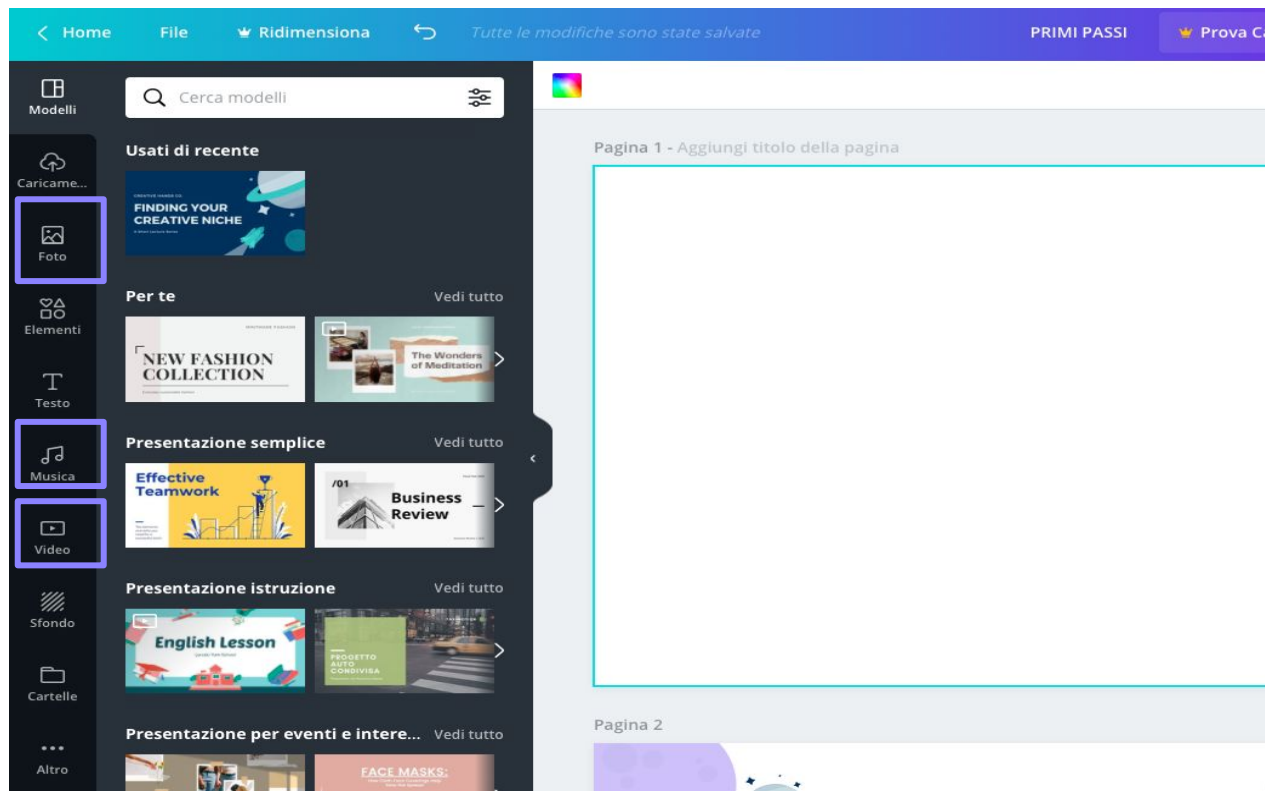 Home File Ridimensiona Tutte le modifiche sono state salvate PRIMI PASSI Prova Ca
Modelli
Caricame...
Foto
Elementi
Testo
Musica
Video
Sfondo
Cartelle
Altro
Cerca modelli
Usati di recente
FINDING YOUR
CREATIVE NICHE
Per te Vedi tutto
NEW FASHION
COLLECTION
The Wonders
of Meditation
Presentazione semplice Vedi tutto
Effective
Teamwork
/01
Business
Review
Presentazione istruzione Vedi tutto
English Lesson
PROGETTO
AUTO
CONDIVISA
Presentazione per eventi e intere... Vedi tutto
FACE MASKS:
Pagina 1 - Aggiungi titolo della pagina
Pagina 2